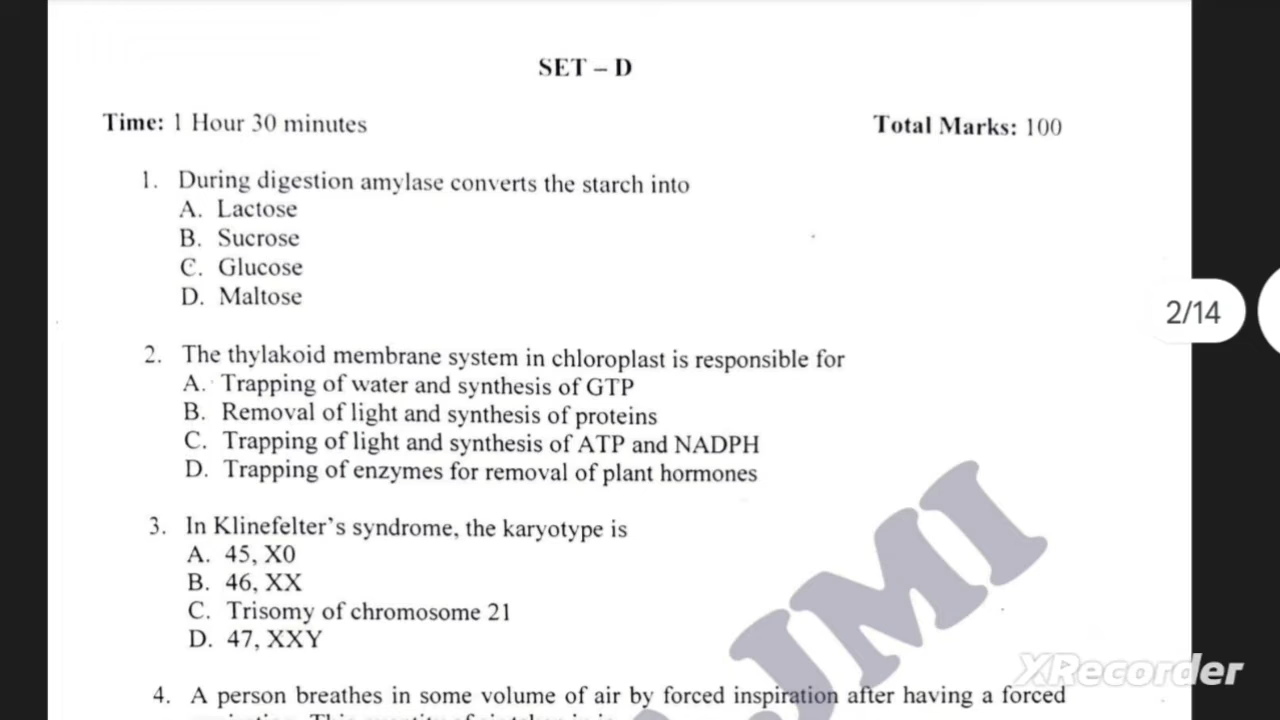 SET – D
Time: 1 Hour 30 minutes
Total Marks: 100
1. During digestion amylase converts the starch into
A. Lactose
B. Sucrose
C. Glucose
D. Maltose
2/14
2. The thylakoid membrane system in chloroplast is responsible for
A. Trapping of water and synthesis of GTP
B. Removal of light and synthesis of proteins
C. Trapping of light and synthesis of ATP and NADPH
D. Trapping of enzymes for removal of plant hormones
3. In Klinefelter's syndrome, the karyotype is
A. 45, X0
B. 46, XX
C. Trisomy of chromosome 21
D. 47, XXY
JMI
XRecorder
4. A person breathes in some volume of air by forced inspiration after having a forced